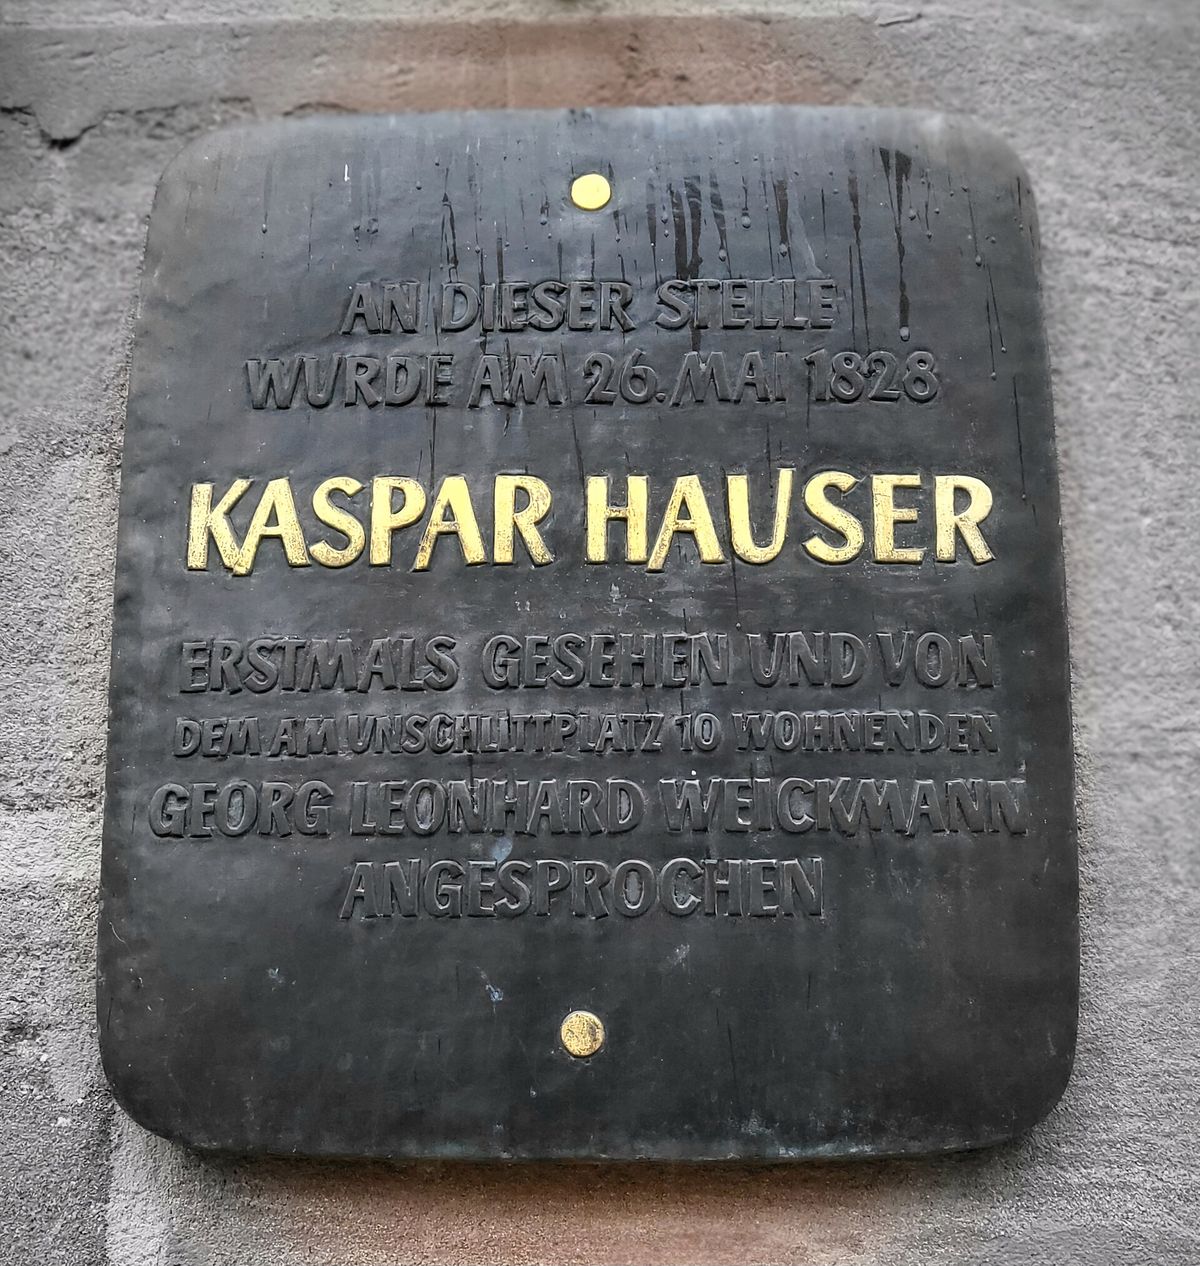 AN DIESER STELLE
WURDE AM 26. MAI 1828
KASPAR HAUSER
ERSTMALS GESEHEN UND VON
DEM AM UNSCHLITTPLATZ 10 WOHNENDEN
GEORG LEONHARD WEICKMANN
ANGESPROCHEN